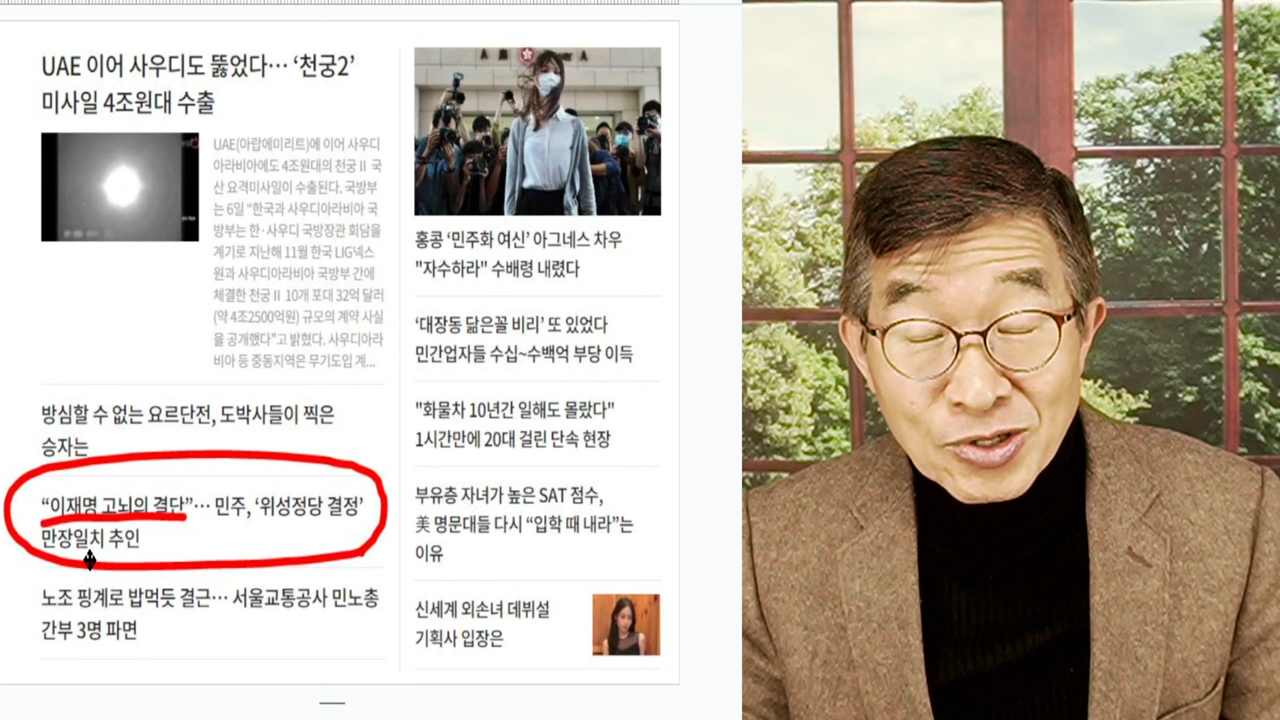 UAE 이어 사우디도 뚫었다… ‘천궁2’
미사일 4조원대 수출
UAE(아랍에미리트)에 이어 사우디
아라비아에도 4조원대의 천궁Ⅱ 국
산 요격미사일이 수출된다. 국방부
는 6일 “한국과 사우디아라비아 국
방부는 한·사우디 국방장관 회담을
계기로 지난해 11월 한국 LIG넥스
원과 사우디아라비아 국방부 간에
체결한 천궁Ⅱ 10개 포대 32억 달러
(약 4조2500억원) 규모의 계약 사실
을 공개했다”고 밝혔다. 사우디아라
비아 등 중동지역은 무기도입 계...
방심할 수 없는 요르단전, 도박사들이 찍은
승자는
“이재명 고뇌의 결단”… 민주, ‘위성정당 결정’
만장일치 추인
노조 핑계로 밥먹듯 결근… 서울교통공사 민노총
간부 3명 파면
홍콩 ‘민주화 여신’ 아그네스 차우
"자수하라" 수배령 내렸다
‘대장동 닮은꼴 비리’ 또 있었다
민간업자들 수십~수백억 부당 이득
"화물차 10년간 일해도 몰랐다"
1시간만에 20대 걸린 단속 현장
부유층 자녀가 높은 SAT 점수,
美 명문대들 다시 “입학 때 내라”는
이유
신세계 외손녀 데뷔설
기획사 입장은